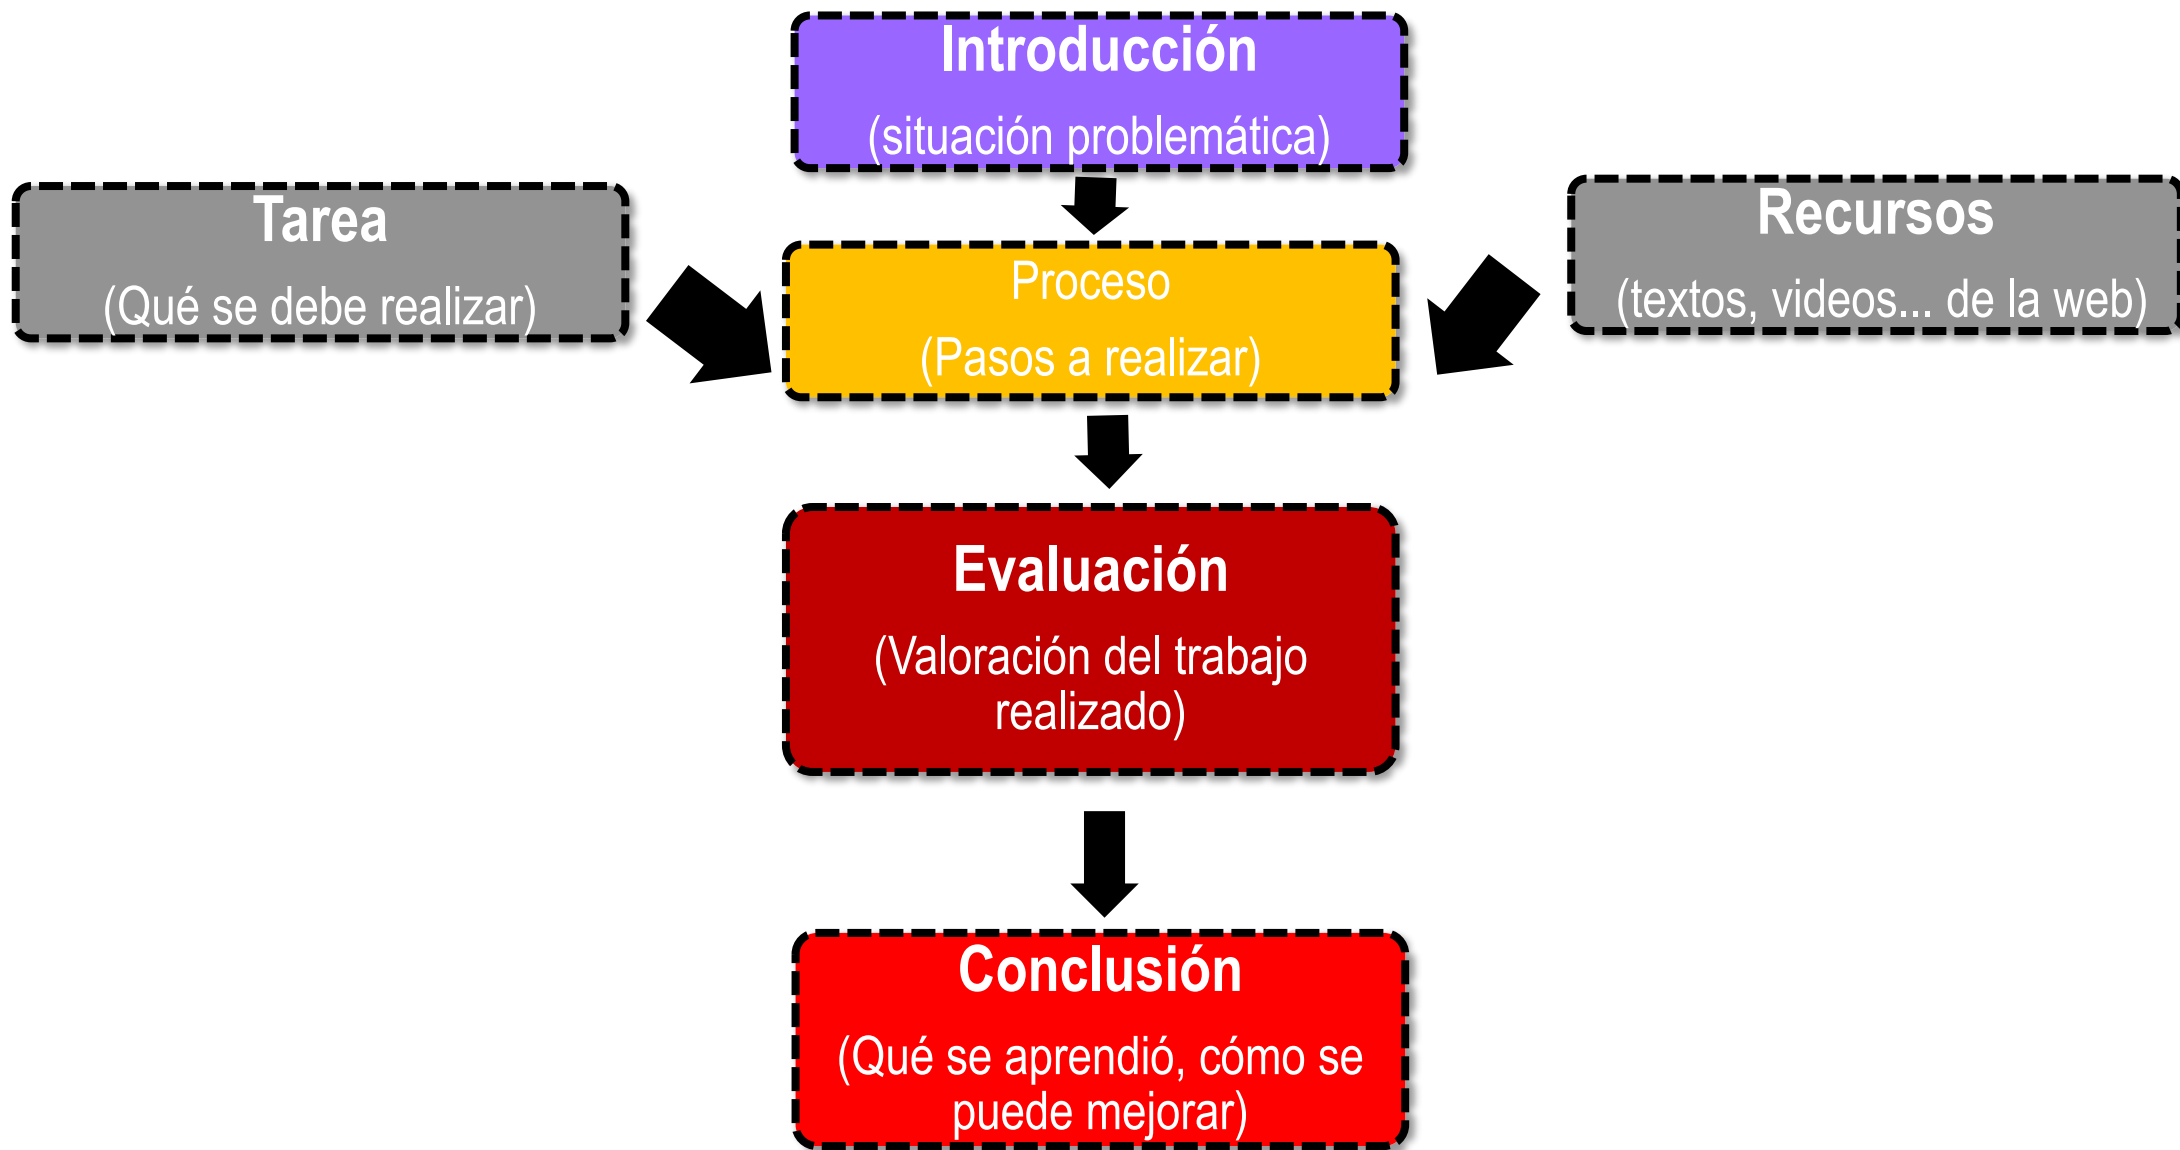 Introducción
(situación problemática)
Tarea
(Qué se debe realizar)
Recursos
(textos, videos... de la web)
Proceso
(Pasos a realizar)
Evaluación
(Valoración del trabajo
realizado)
Conclusión
(Qué se aprendió, cómo se
puede mejorar)